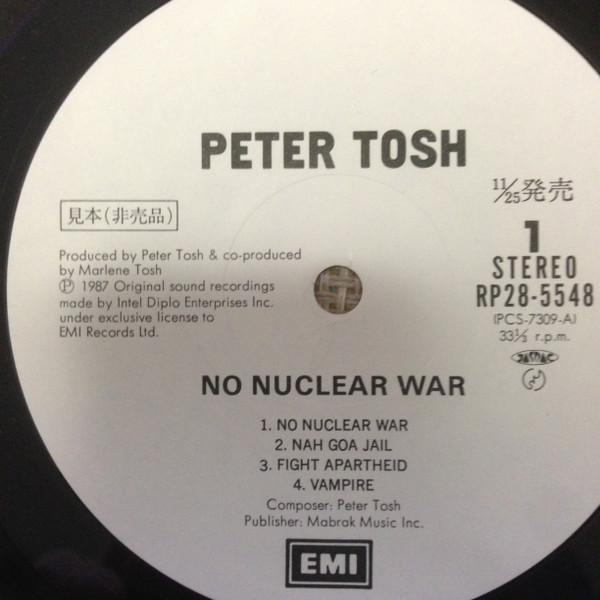 PETER TOSH
11/25発売
見本(非売品)
1
STEREO
RP28-5548
(PCS-7309-A)
33⅓ r.p.m.
Produced by Peter Tosh & co-produced
by Marlene Tosh
Ⓟ 1987 Original sound recordings
made by Intel Diplo Enterprises Inc.
under exclusive license to
EMI Records Ltd.
NO NUCLEAR WAR
1. NO NUCLEAR WAR
2. NAH GOA JAIL
3. FIGHT APARTHEID
4. VAMPIRE
Composer: Peter Tosh
Publisher: Mabrak Music Inc.
EMI